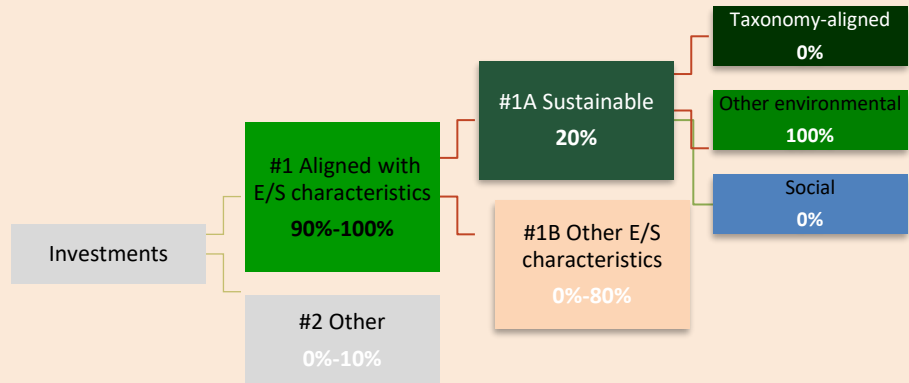 Investments
#1 Aligned with
E/S characteristics
90%-100%
#2 Other
0%-10%
#1A Sustainable
20%
#1B Other E/S
characteristics
0%-80%
Taxonomy-aligned
0%
Other environmental
100%
Social
0%